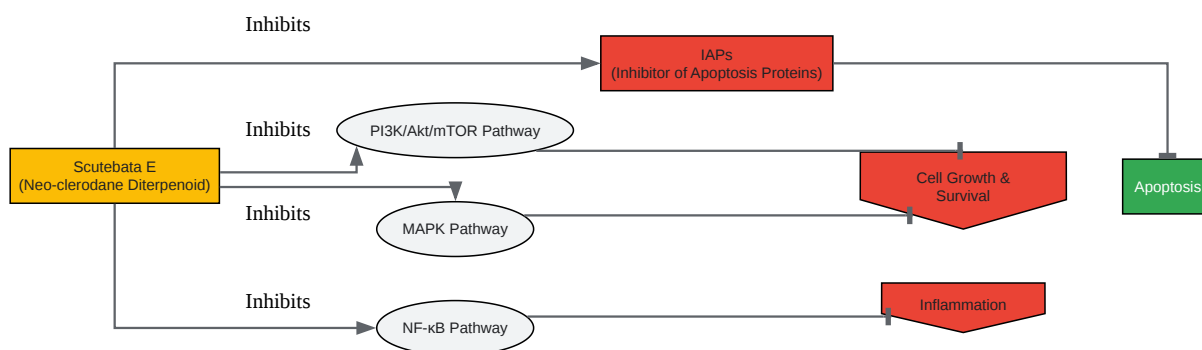 Inhibits
IAPs
(Inhibitor of Apoptosis Proteins)
Inhibits
PI3K/Akt/mTOR Pathway
Scutebata E
(Neo-clerodane Diterpenoid)
Cell Growth &
Survival
Apoptosis
Inhibits
MAPK Pathway
Inhibits
Inflammation
NF-κB Pathway